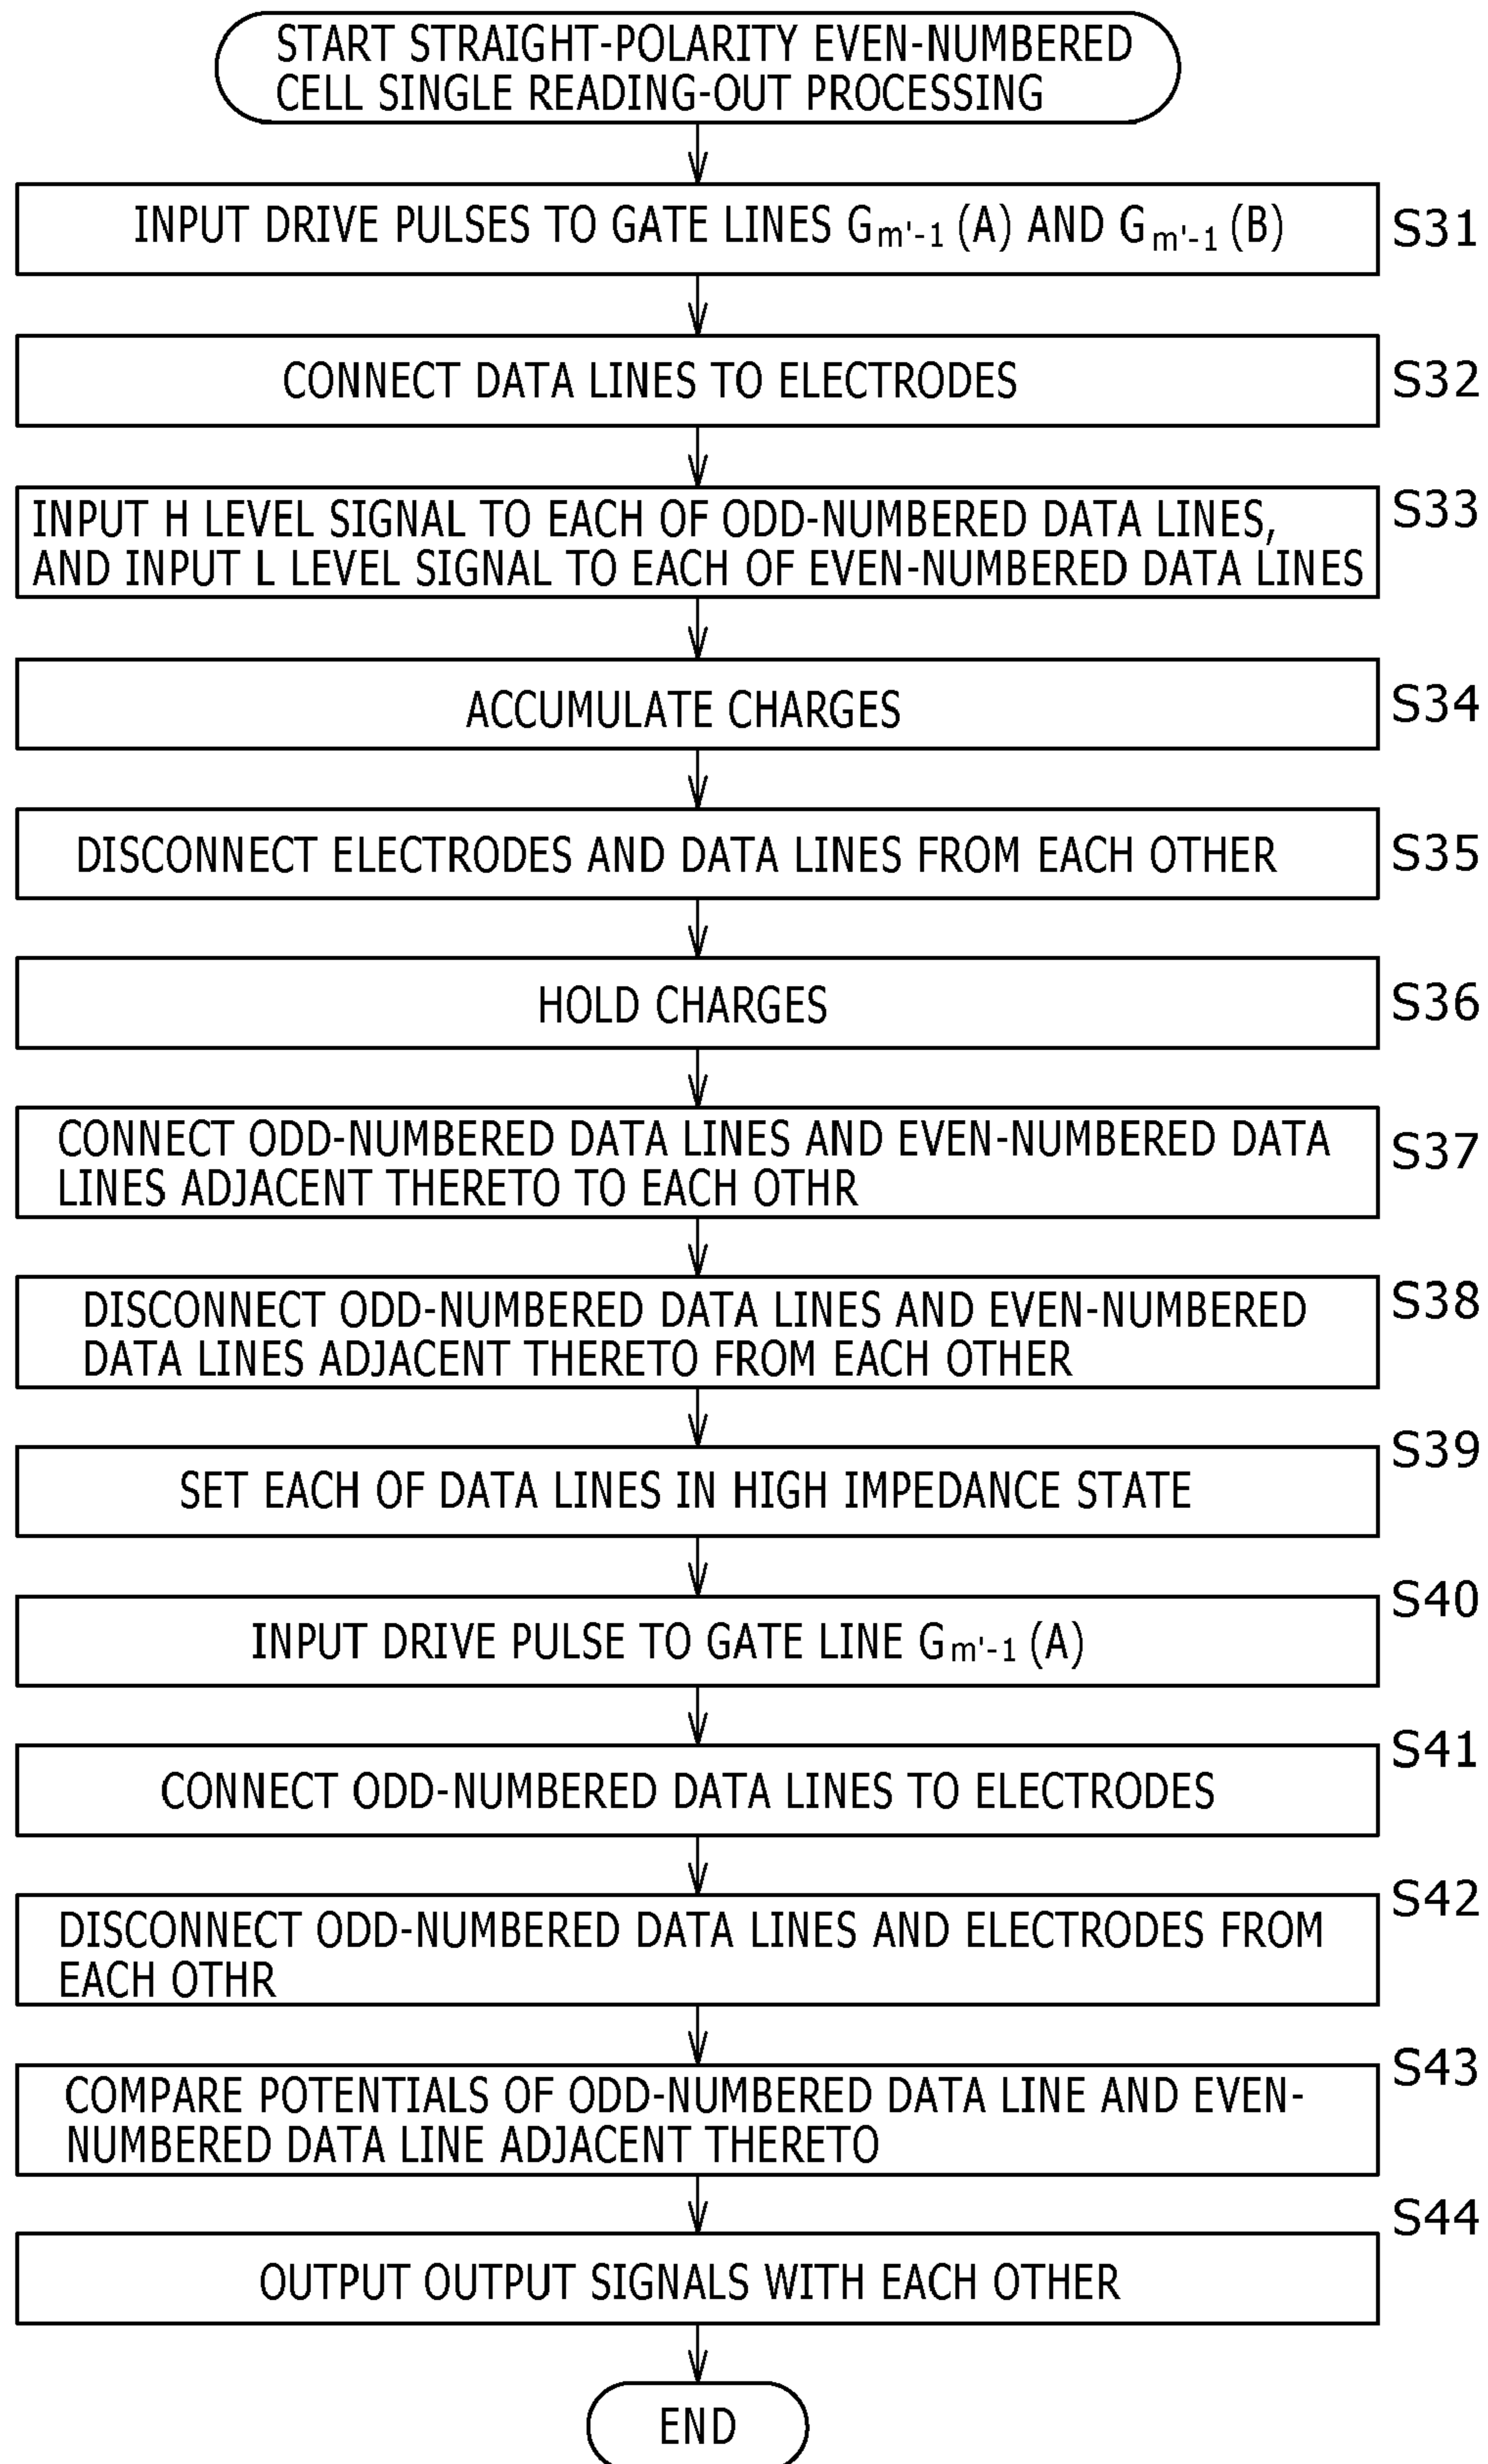 START STRAIGHT-POLARITY EVEN-NUMBERED
CELL SINGLE READING-OUT PROCESSING
INPUT DRIVE PULSES TO GATE LINES Gm'-1 (A) AND Gm'-1 (B)
S31
CONNECT DATA LINES TO ELECTRODES
S32
INPUT H LEVEL SIGNAL TO EACH OF ODD-NUMBERED DATA LINES,
AND INPUT L LEVEL SIGNAL TO EACH OF EVEN-NUMBERED DATA LINES
S33
ACCUMULATE CHARGES
S34
DISCONNECT ELECTRODES AND DATA LINES FROM EACH OTHER
S35
HOLD CHARGES
S36
CONNECT ODD-NUMBERED DATA LINES AND EVEN-NUMBERED DATA
LINES ADJACENT THERETO TO EACH OTHR
S37
DISCONNECT ODD-NUMBERED DATA LINES AND EVEN-NUMBERED
DATA LINES ADJACENT THERETO FROM EACH OTHER
S38
SET EACH OF DATA LINES IN HIGH IMPEDANCE STATE
S39
INPUT DRIVE PULSE TO GATE LINE Gm'-1 (A)
S40
CONNECT ODD-NUMBERED DATA LINES TO ELECTRODES
S41
DISCONNECT ODD-NUMBERED DATA LINES AND ELECTRODES FROM
EACH OTHR
S42
COMPARE POTENTIALS OF ODD-NUMBERED DATA LINE AND EVEN-
NUMBERED DATA LINE ADJACENT THERETO
S43
OUTPUT OUTPUT SIGNALS WITH EACH OTHER
S44
END